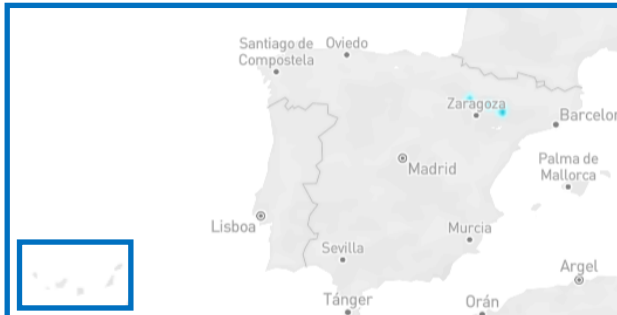 Santiago de
Compostela
Oviedo
Zaragoza
Barcelon
Madrid
Palma de
Mallorca
Lisboa
Murcia
Sevilla
Argel
Tánger
Orán